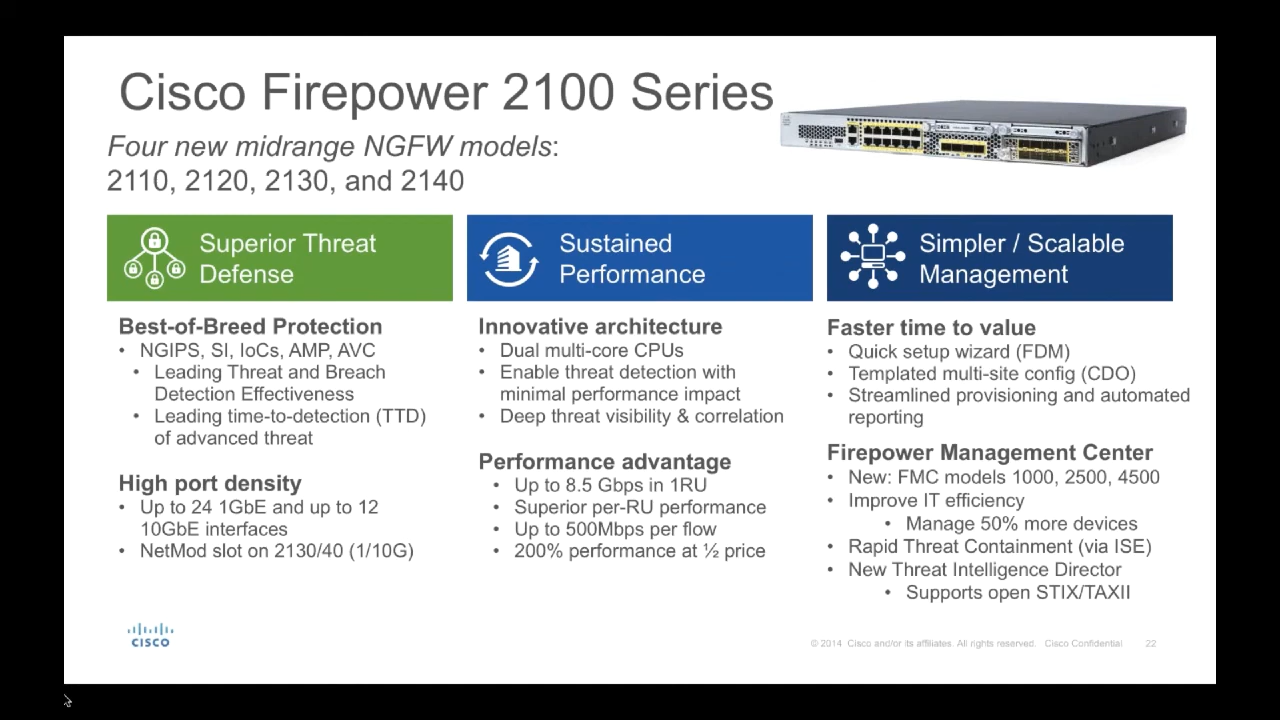 Cisco Firepower 2100 Series
Four new midrange NGFW models:
2110, 2120, 2130, and 2140
Superior Threat
Defense
Best-of-Breed Protection
• NGIPS, SI, IoCs, AMP, AVC
• Leading Threat and Breach
Detection Effectiveness
• Leading time-to-detection (TTD)
of advanced threat
High port density
• Up to 24 1GbE and up to 12
10GbE interfaces
• NetMod slot on 2130/40 (1/10G)
Sustained
Performance
Innovative architecture
• Dual multi-core CPUs
• Enable threat detection with
minimal performance impact
• Deep threat visibility & correlation
Performance advantage
• Up to 8.5 Gbps in 1RU
• Superior per-RU performance
• Up to 500Mbps per flow
• 200% performance at ½ price
Simpler / Scalable
Management
Faster time to value
• Quick setup wizard (FDM)
• Templated multi-site config (CDO)
• Streamlined provisioning and automated
reporting
Firepower Management Center
• New: FMC models 1000, 2500, 4500
• Improve IT efficiency
• Manage 50% more devices
• Rapid Threat Containment (via ISE)
• New Threat Intelligence Director
• Supports open STIX/TAXII
CISCO
© 2014 Cisco and/or its affiliates. All rights reserved. Cisco Confidential 22